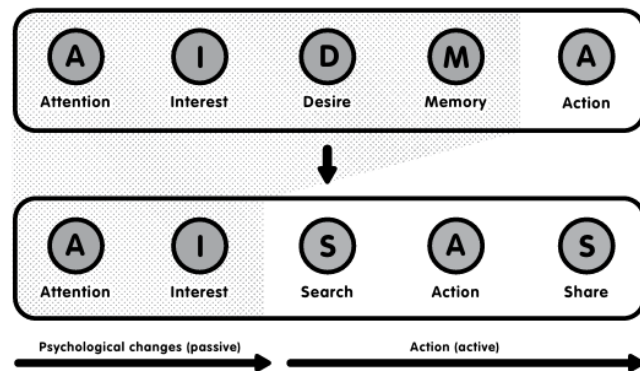 A I D M A
Attention Interest Desire Memory Action
A I S A S
Attention Interest Search Action Share
Psychological changes (passive) Action (active)